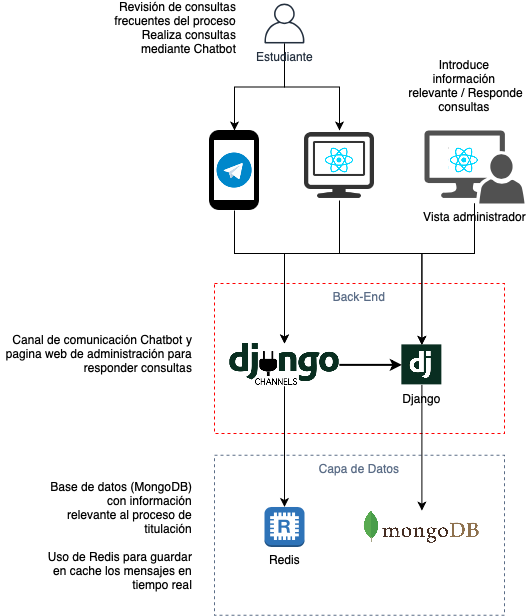 Revisión de consultas
frecuentes del proceso
Realiza consultas
mediante Chatbot
Estudiante
Introduce
información
relevante / Responde
consultas
Vista administrador
Back-End
Canal de comunicación Chatbot y
pagina web de administración para
responder consultas
django
CHANNELS
dj
Django
Capa de Datos
Base de datos (MongoDB)
con información
relevante al proceso de
titulación
Uso de Redis para guardar
en cache los mensajes en
tiempo real
R
Redis
mongoDB